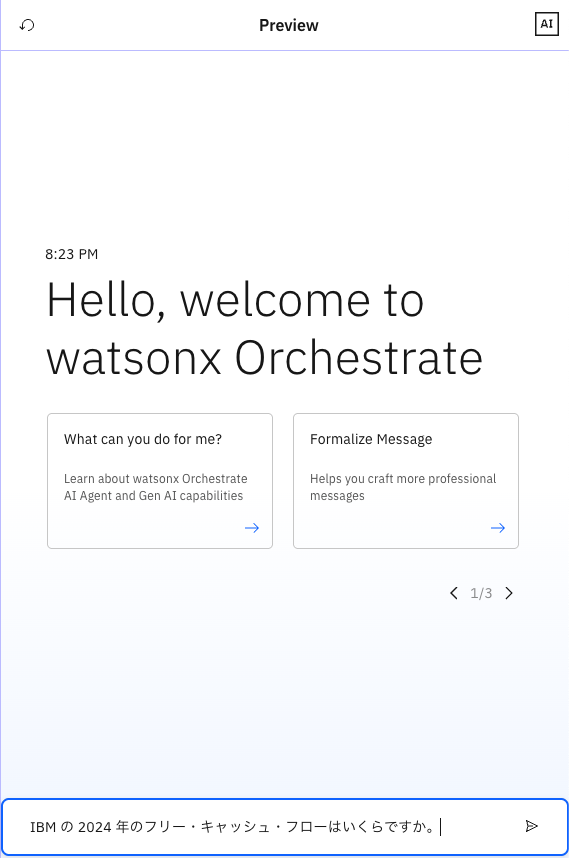 Preview
AI
8:23 PM
Hello, welcome to
watsonx Orchestrate
What can you do for me?
Learn about watsonx Orchestrate
AI Agent and Gen AI capabilities
Formalize Message
Helps you craft more professional
messages
1/3
IBM の 2024 年のフリー・キャッシュ・フローはいくらですか。